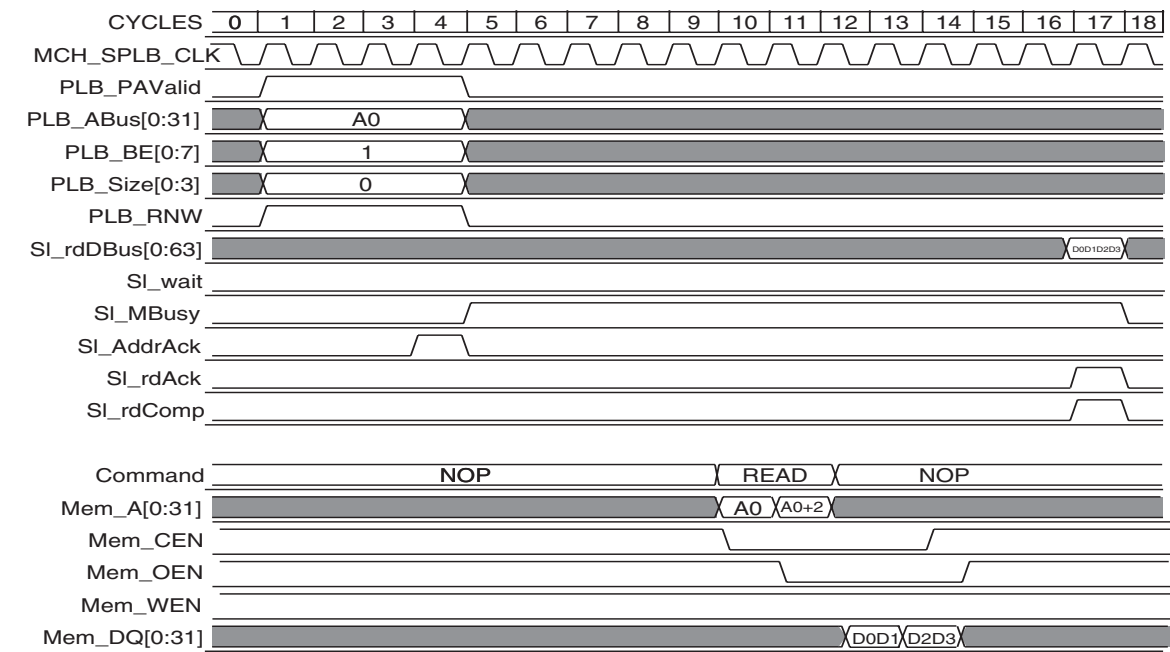 CYCLES 0 1 2 3 4 5 6 7 8 9 10 11 12 13 14 15 16 17 18
MCH_SPLB_CLK
PLB_PAValid
PLB_ABus[0:31] A0
PLB_BE[0:7] 1
PLB_Size[0:3] 0
PLB_RNW
Sl_rdDBus[0:63] D0D1D2D3
Sl_wait
Sl_MBusy
Sl_AddrAck
Sl_rdAck
Sl_rdComp
Command NOP READ NOP
Mem_A[0:31] A0 A0+2
Mem_CEN
Mem_OEN
Mem_WEN
Mem_DQ[0:31] D0D1 D2D3